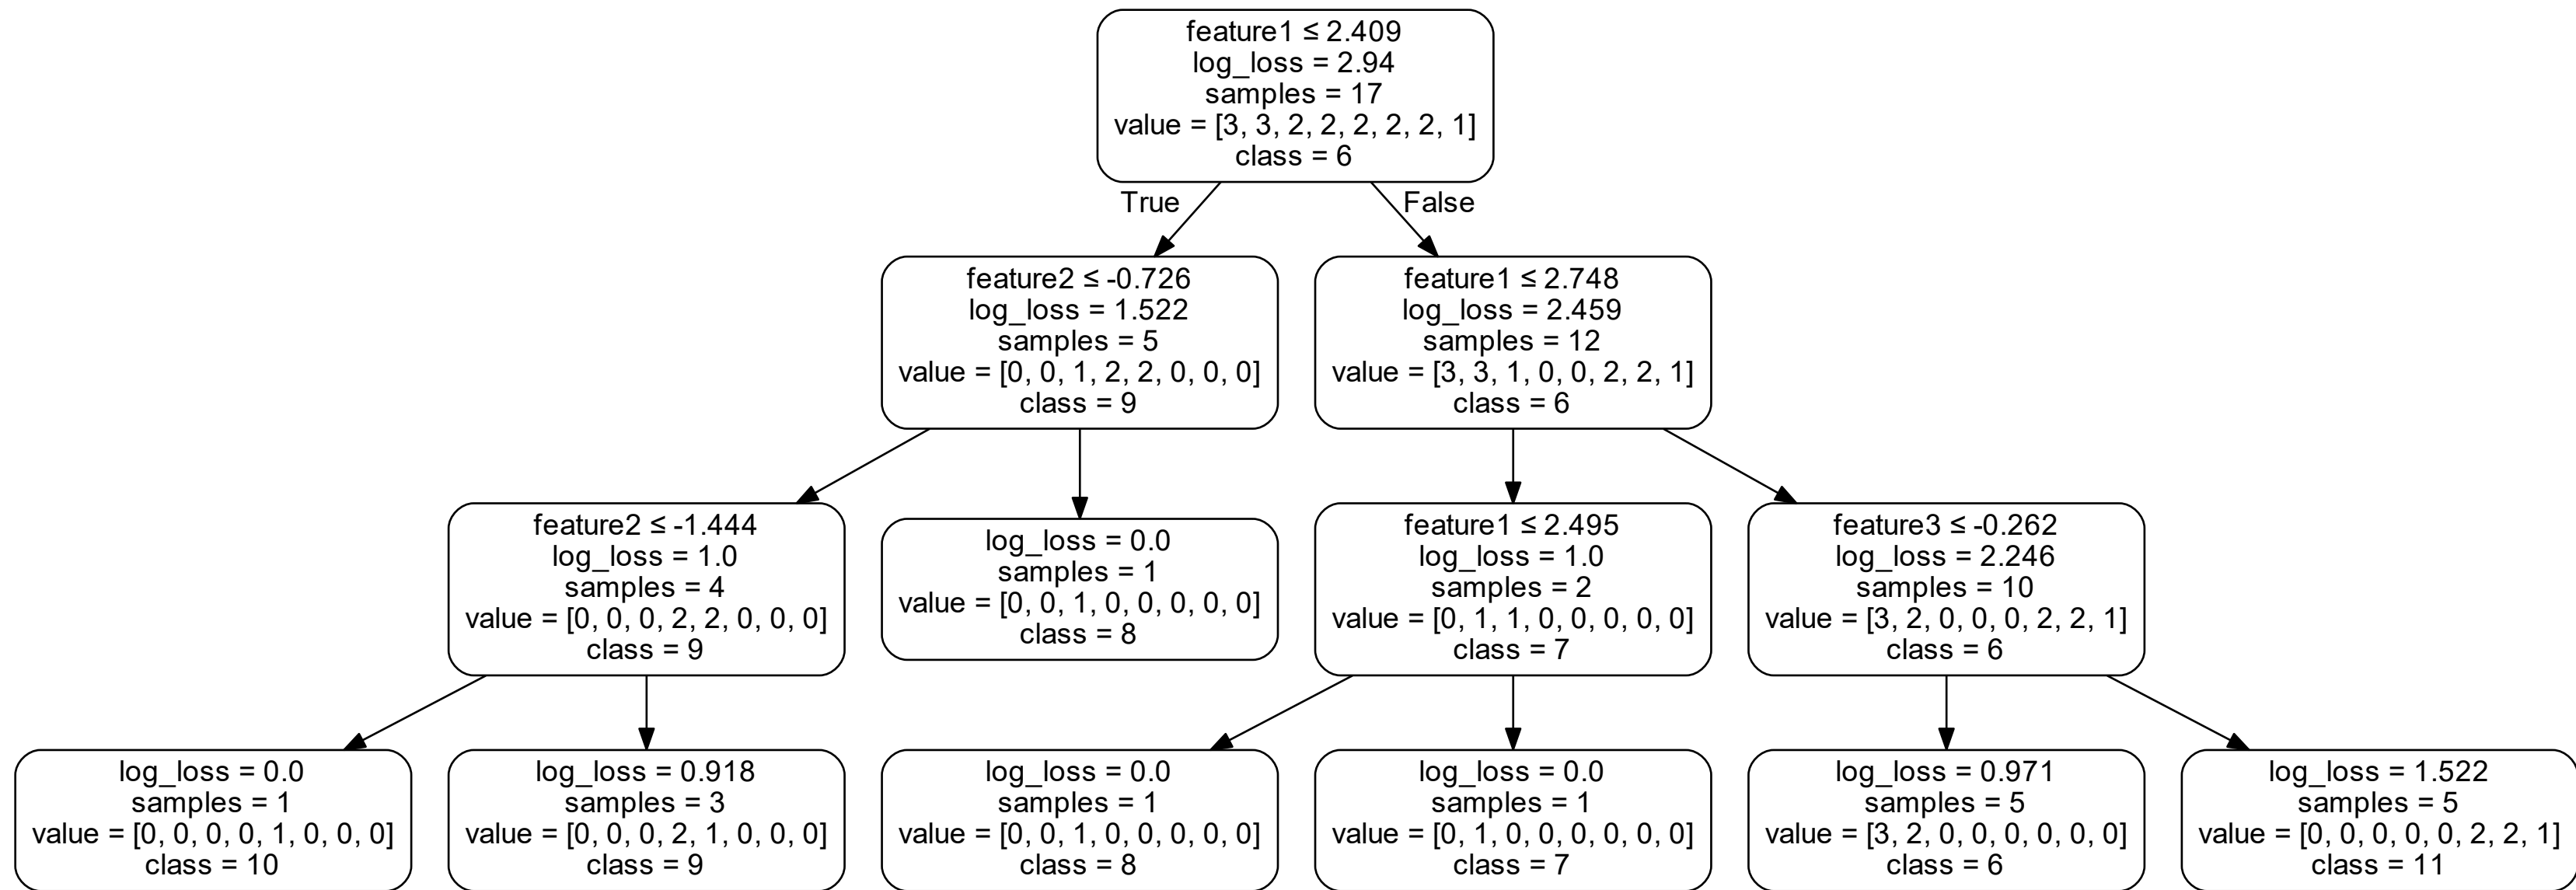 feature1 ≤ 2.409
log_loss = 2.94
samples = 17
value = [3, 3, 2, 2, 2, 2, 2, 1]
class = 6
True
False
feature2 ≤ -0.726
log_loss = 1.522
samples = 5
value = [0, 0, 1, 2, 2, 0, 0, 0]
class = 9
feature1 ≤ 2.748
log_loss = 2.459
samples = 12
value = [3, 3, 1, 0, 0, 2, 2, 1]
class = 6
feature2 ≤ -1.444
log_loss = 1.0
samples = 4
value = [0, 0, 0, 2, 2, 0, 0, 0]
class = 9
log_loss = 0.0
samples = 1
value = [0, 0, 1, 0, 0, 0, 0, 0]
class = 8
feature1 ≤ 2.495
log_loss = 1.0
samples = 2
value = [0, 1, 1, 0, 0, 0, 0, 0]
class = 7
feature3 ≤ -0.262
log_loss = 2.246
samples = 10
value = [3, 2, 0, 0, 0, 2, 2, 1]
class = 6
log_loss = 0.0
samples = 1
value = [0, 0, 0, 0, 1, 0, 0, 0]
class = 10
log_loss = 0.918
samples = 3
value = [0, 0, 0, 2, 1, 0, 0, 0]
class = 9
log_loss = 0.0
samples = 1
value = [0, 0, 1, 0, 0, 0, 0, 0]
class = 8
log_loss = 0.0
samples = 1
value = [0, 1, 0, 0, 0, 0, 0, 0]
class = 7
log_loss = 0.971
samples = 5
value = [3, 2, 0, 0, 0, 0, 0, 0]
class = 6
log_loss = 1.522
samples = 5
value = [0, 0, 0, 0, 0, 2, 2, 1]
class = 11